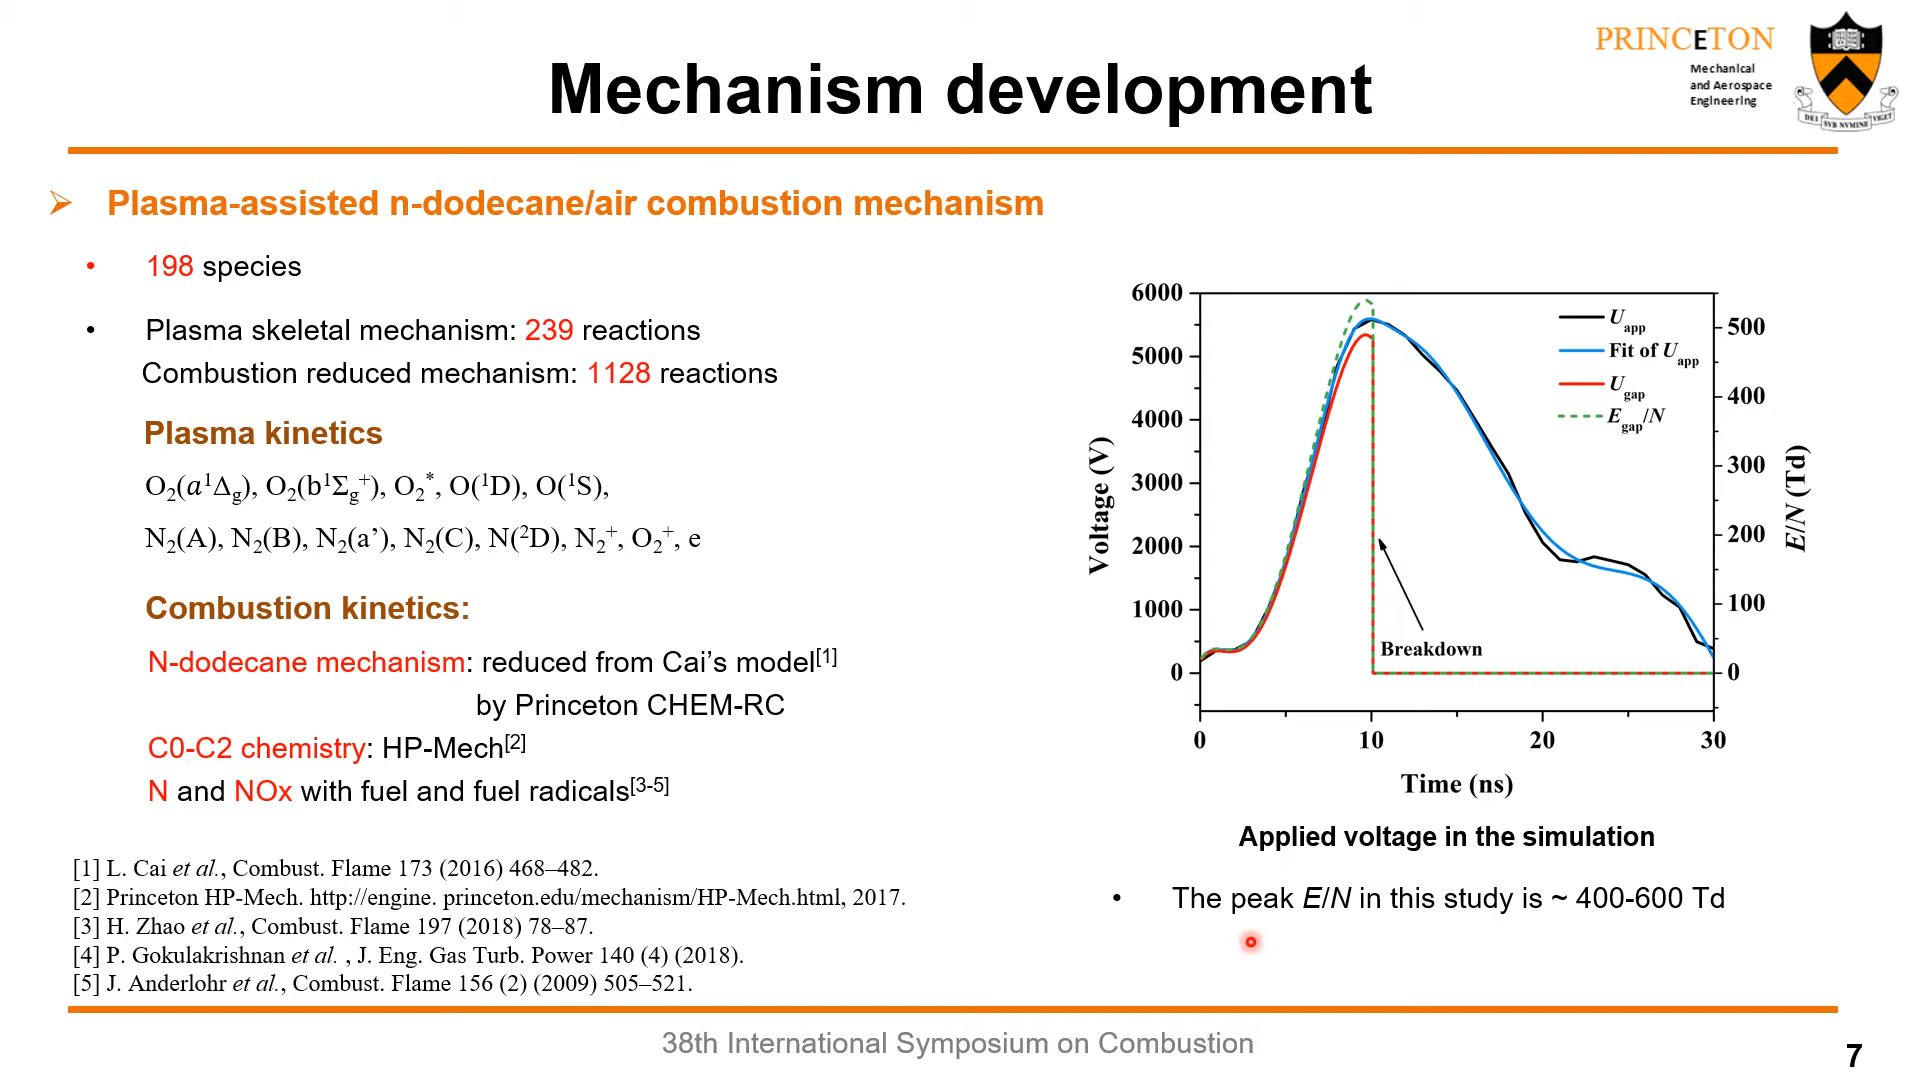 PRINCETON
Mechanical
and Aerospace
Engineering
DEI SVB NVMINE VIGET
Mechanism development
➢ Plasma-assisted n-dodecane/air combustion mechanism
• 198 species
• Plasma skeletal mechanism: 239 reactions
Combustion reduced mechanism: 1128 reactions
Plasma kinetics
O₂(a¹Δg), O₂(b¹Σg⁺), O₂*, O(¹D), O(¹S),
N₂(A), N₂(B), N₂(a’), N₂(C), N(²D), N₂⁺, O₂⁺, e
Combustion kinetics:
N-dodecane mechanism: reduced from Cai’s model[1]
by Princeton CHEM-RC
C0-C2 chemistry: HP-Mech[2]
N and NOx with fuel and fuel radicals[3-5]
[1] L. Cai et al., Combust. Flame 173 (2016) 468–482.
[2] Princeton HP-Mech. http://engine. princeton.edu/mechanism/HP-Mech.html, 2017.
[3] H. Zhao et al., Combust. Flame 197 (2018) 78–87.
[4] P. Gokulakrishnan et al. , J. Eng. Gas Turb. Power 140 (4) (2018).
[5] J. Anderlohr et al., Combust. Flame 156 (2) (2009) 505–521.
Voltage (V)
6000
5000
4000
3000
2000
1000
0
Uapp
Fit of Uapp
Ugap
Egap/N
Breakdown
500
400
300
200
100
0
E/N (Td)
0 10 20 30
Time (ns)
Applied voltage in the simulation
• The peak E/N in this study is ~ 400-600 Td
38th International Symposium on Combustion
7